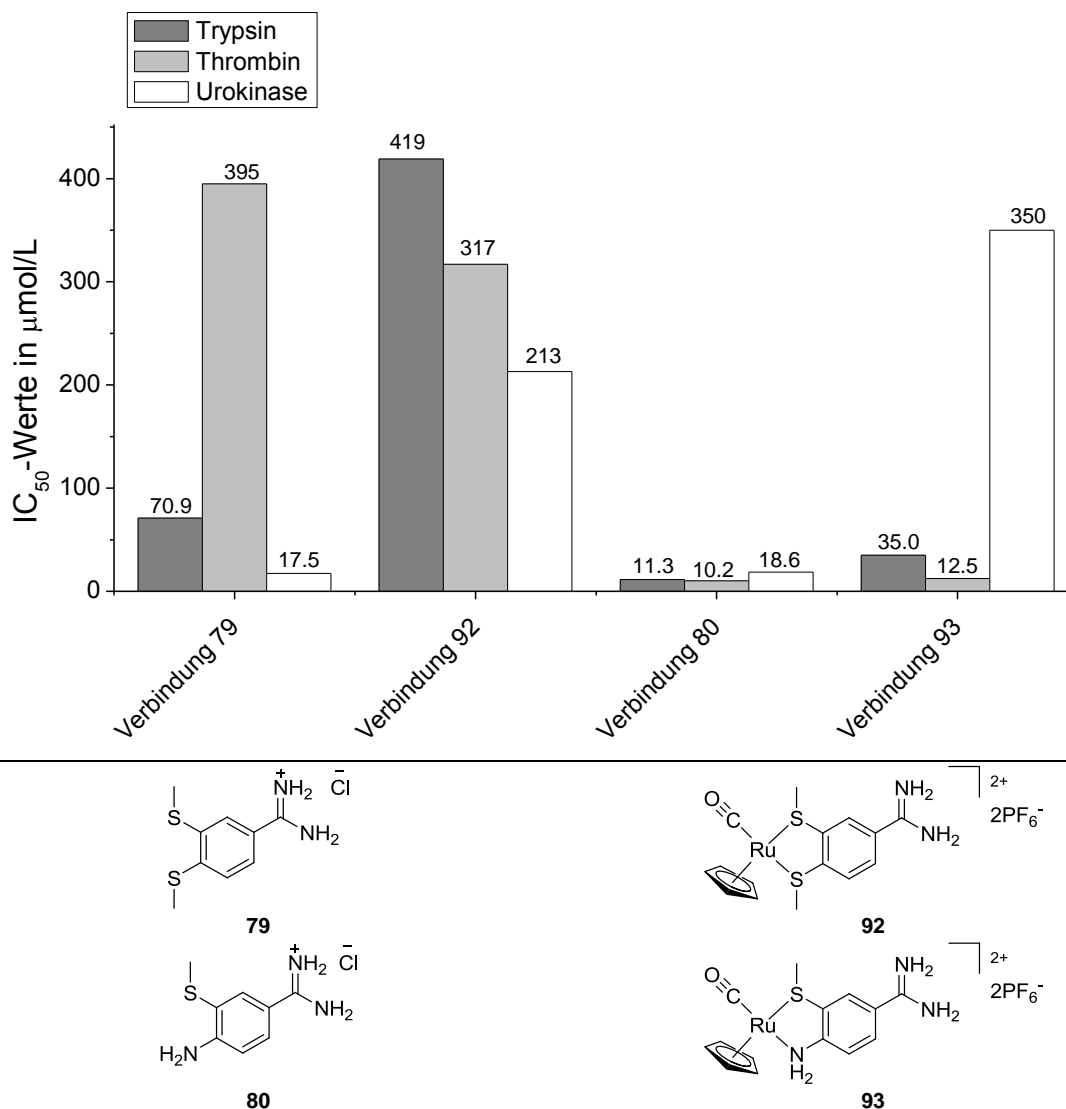 Trypsin
Thrombin
Urokinase
IC50-Werte in μmol/L
400
300
200
100
0
70.9
395
17.5
419
317
213
11.3
10.2
18.6
35.0
12.5
350
Verbindung 79
Verbindung 92
Verbindung 80
Verbindung 93
+
NH2
Cl
–
S
NH2
S
79
O
C
S
NH2
2+
2PF6-
Ru
NH2
S
92
+
NH2
Cl
–
S
NH2
H2N
80
O
C
S
NH2
2+
2PF6-
Ru
NH2
N
H2
93